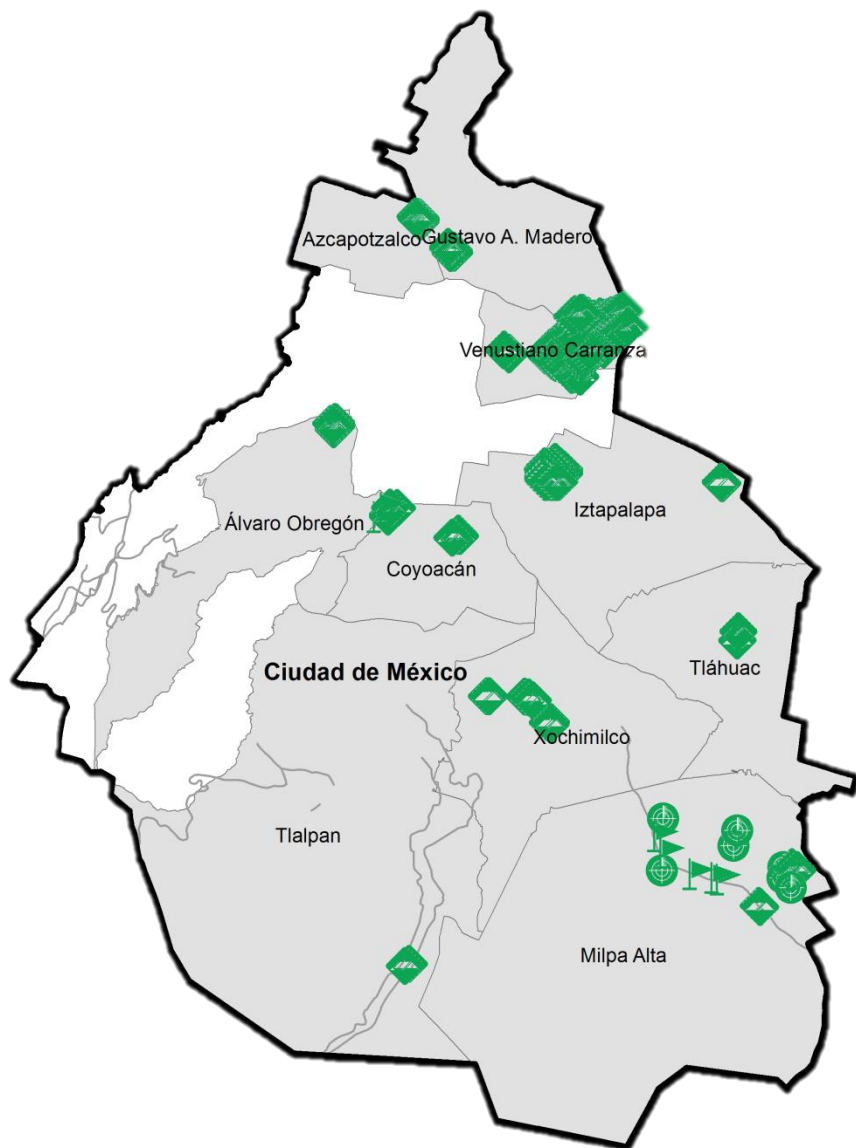 Azcapotzalco
Gustavo A. Madero
Venustiano Carranza
Álvaro Obregón
Iztapalapa
Coyoacán
Ciudad de México
Tláhuac
Xochimilco
Tlalpan
Milpa Alta